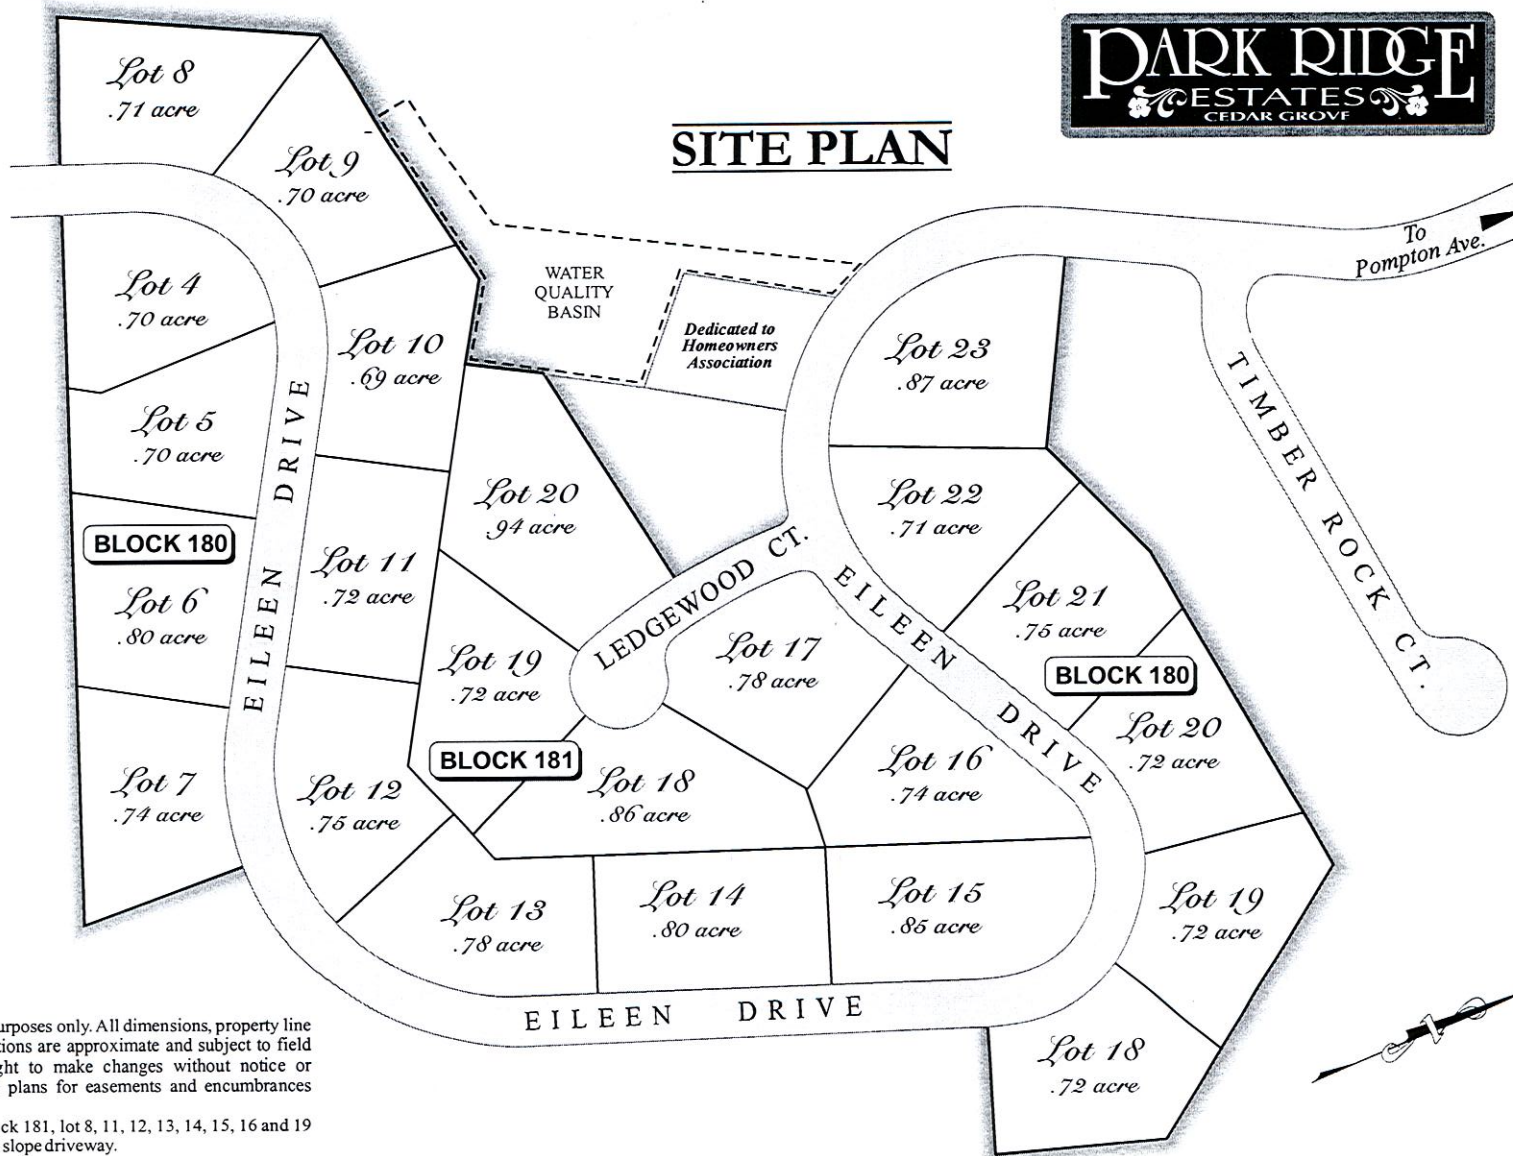 PARK RIDGE
ESTATES
CEDAR GROVE
SITE PLAN
Lot 8
.71 acre
Lot 9
.70 acre
To
Pompton Ave.
Lot 4
.70 acre
WATER
QUALITY
BASIN
Dedicated to
Homeowners
Association
Lot 10
.69 acre
Lot 23
.87 acre
TIMBER ROCK CT.
Lot 5
.70 acre
EILEEN DRIVE
Lot 20
.94 acre
Lot 22
.71 acre
BLOCK 180
Lot 11
.72 acre
LEDGEWOOD CT.
EILEEN DRIVE
Lot 21
.75 acre
Lot 6
.80 acre
Lot 19
.72 acre
Lot 17
.78 acre
BLOCK 180
Lot 20
.72 acre
BLOCK 181
Lot 7
.74 acre
Lot 12
.75 acre
Lot 18
.86 acre
Lot 16
.74 acre
Lot 13
.78 acre
Lot 14
.80 acre
Lot 15
.85 acre
Lot 19
.72 acre
EILEEN DRIVE
Lot 18
.72 acre
urposes only. All dimensions, property line
tions are approximate and subject to field
ght to make changes without notice or
plans for easements and encumbrances
ck 181, lot 8, 11, 12, 13, 14, 15, 16 and 19
slope driveway.